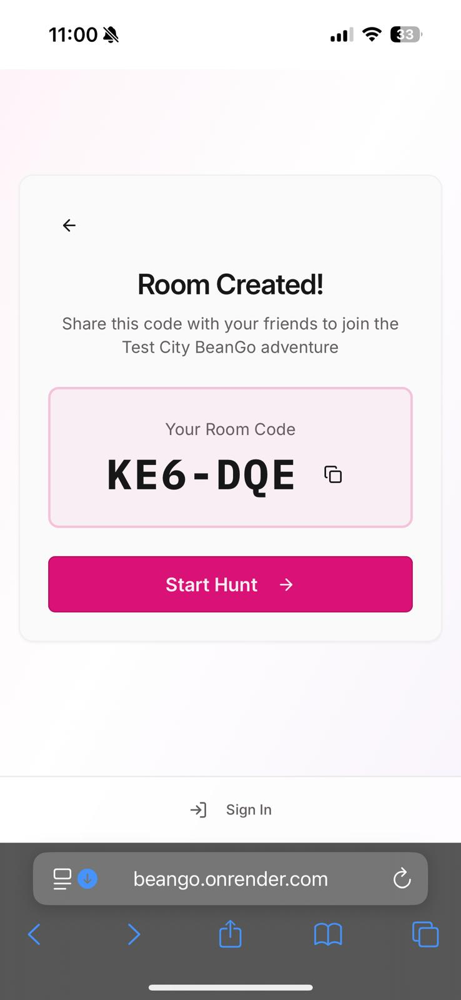 11:00
33
Room Created!
Share this code with your friends to join the
Test City BeanGo adventure
Your Room Code
KE6-DQE
Start Hunt
Sign In
beango.onrender.com